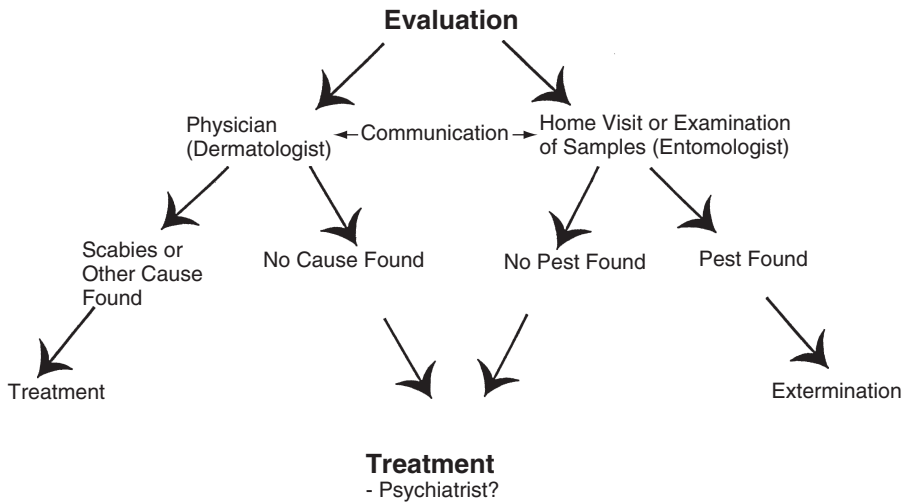 Evaluation
Physician
(Dermatologist)
Communication
Home Visit or Examination
of Samples (Entomologist)
Scabies or
Other Cause
Found
No Cause Found
No Pest Found
Pest Found
Treatment
Extermination
Treatment
- Psychiatrist?